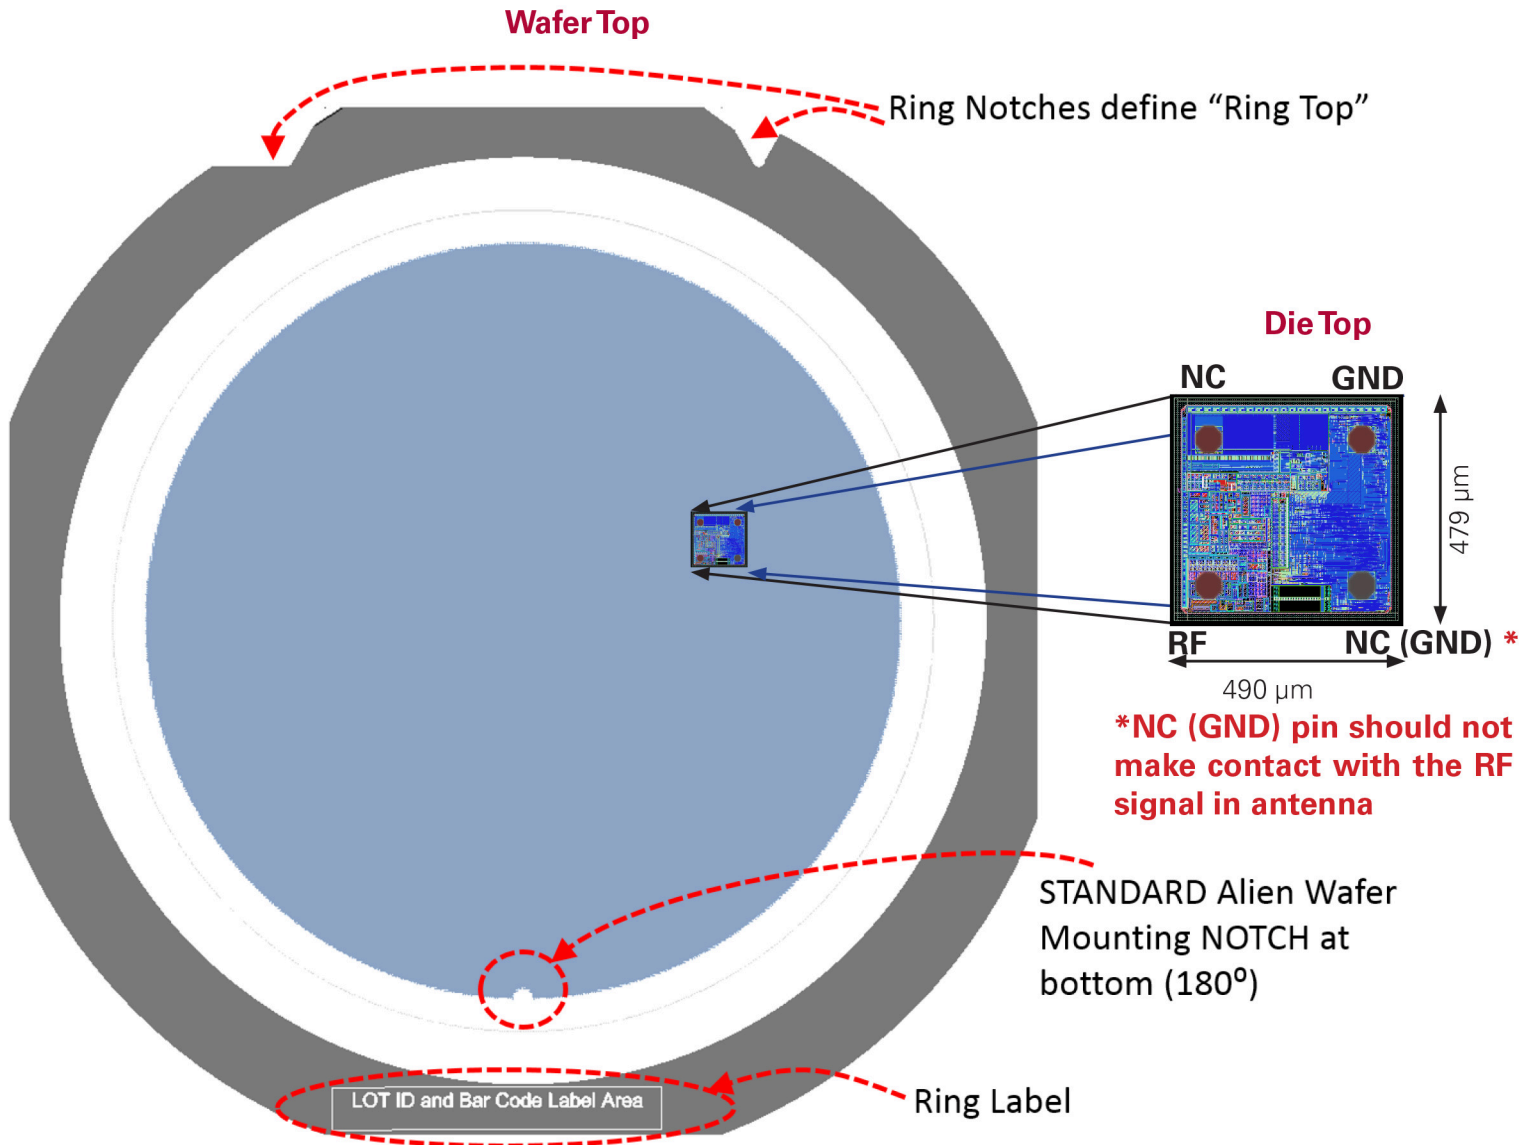 Wafer Top
Ring Notches define “Ring Top”
Die Top
NC GND
479 µm
RF NC (GND) *
490 µm
*NC (GND) pin should not
make contact with the RF
signal in antenna
STANDARD Alien Wafer
Mounting NOTCH at
bottom (180⁰)
Ring Label
LOT ID and Bar Code Label Area